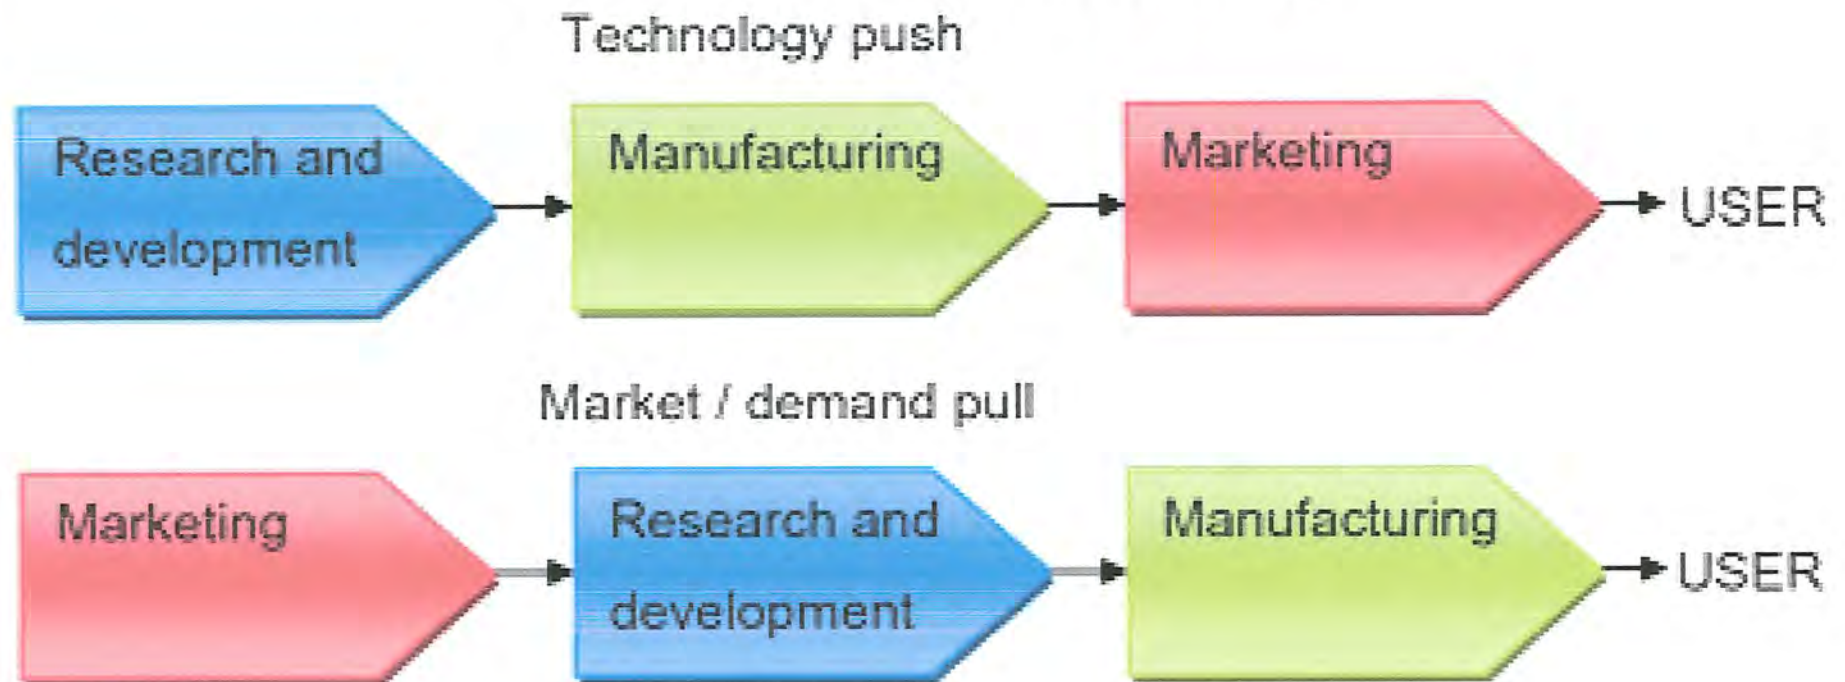 Technology push
Research and
development
Manufacturing
Marketing
USER
Market / demand pull
Marketing
Research and
development
Manufacturing
USER